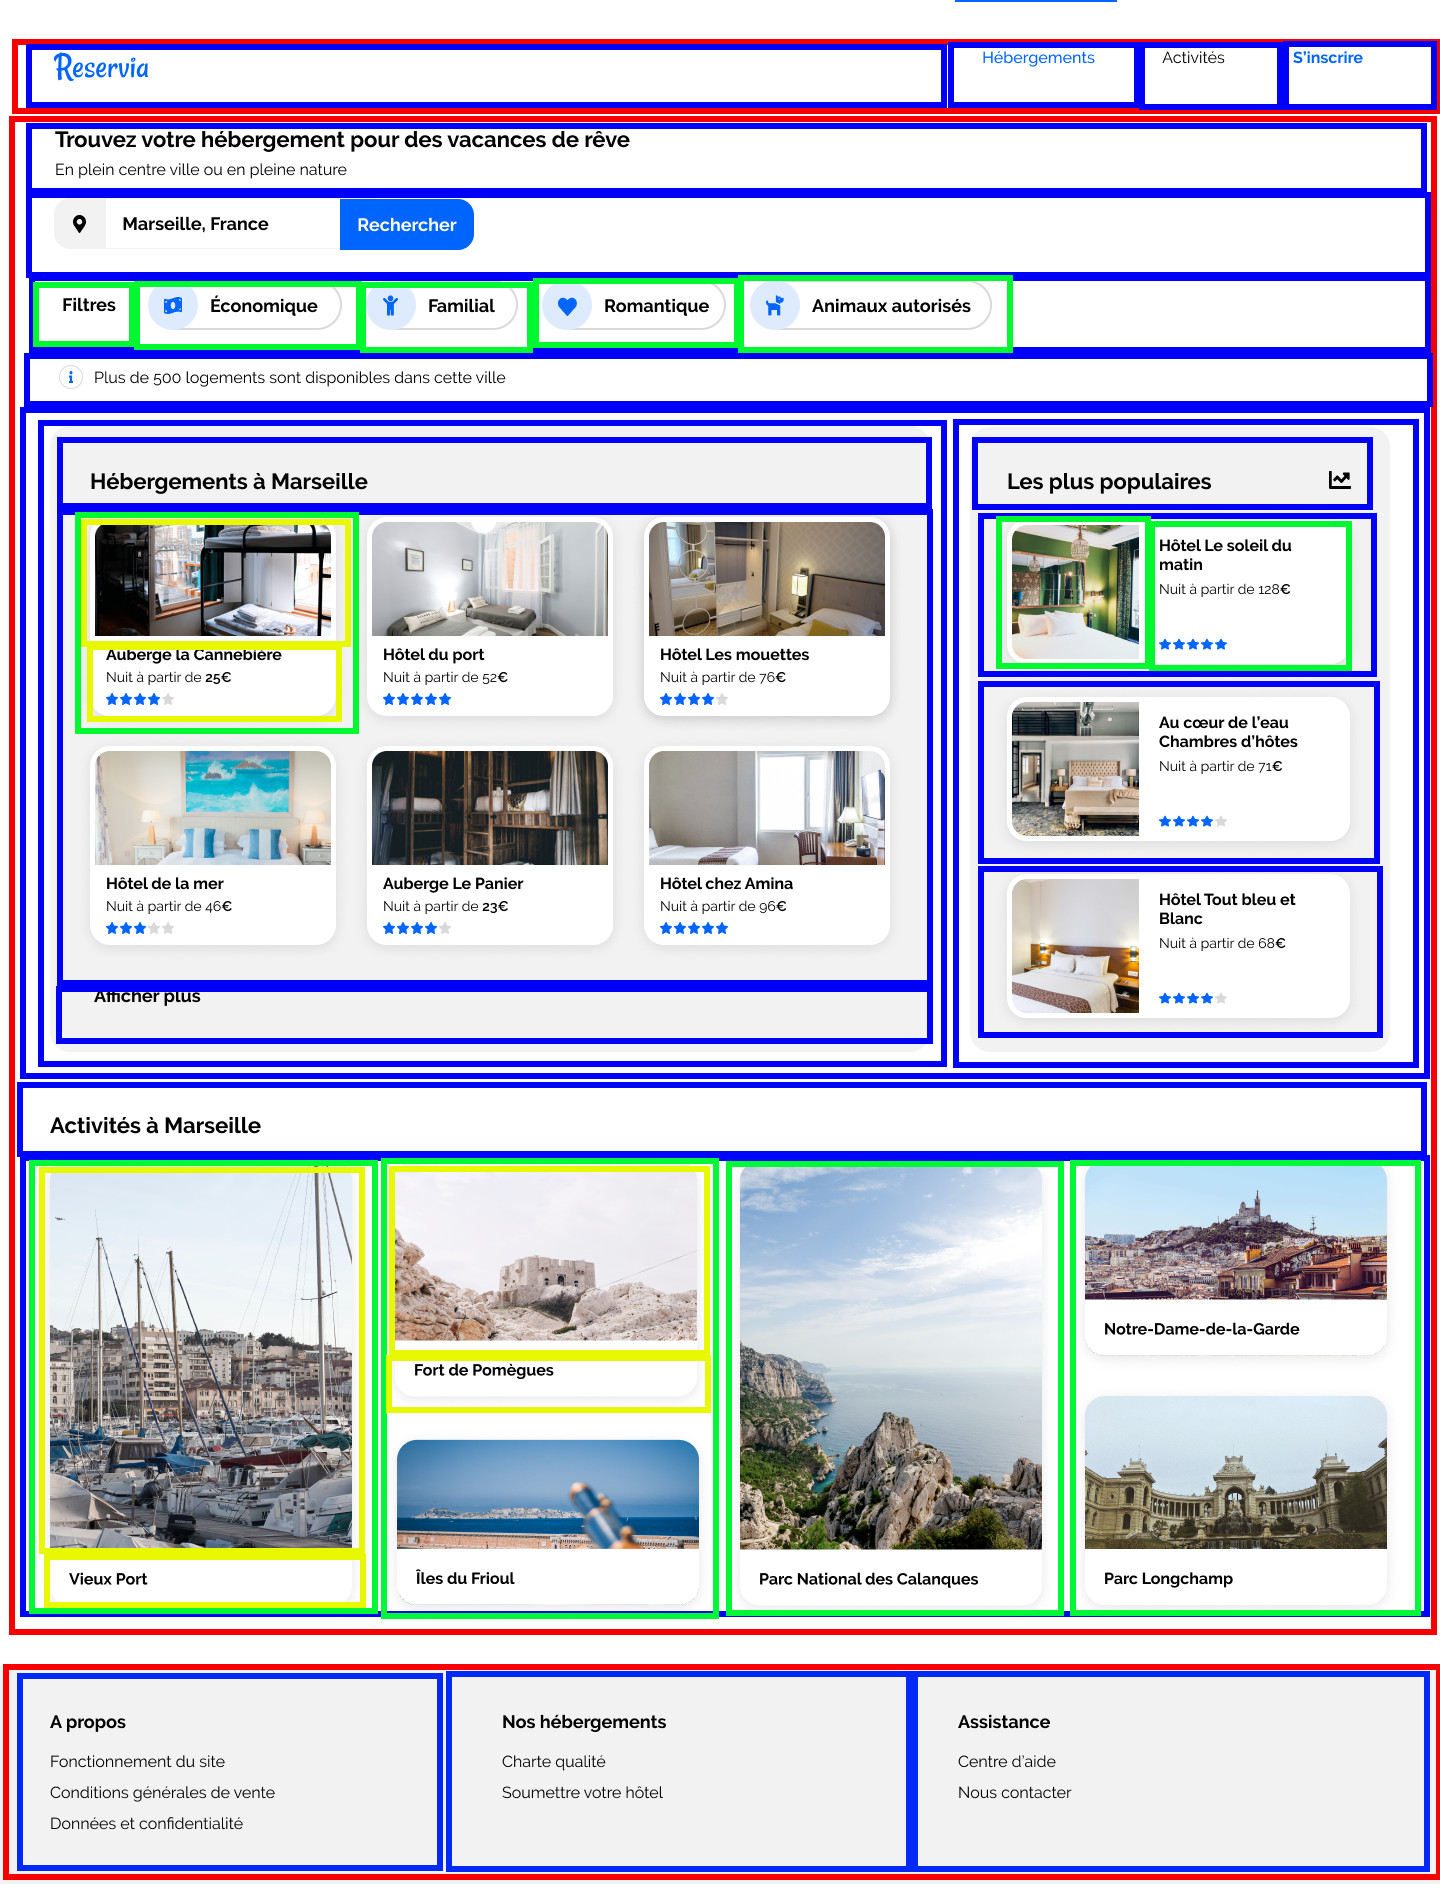 Reservia
Hébergements
Activités
S'inscrire
Trouvez votre hébergement pour des vacances de rêve
En plein centre ville ou en pleine nature
Marseille, France
Rechercher
Filtres
Économique
Familial
Romantique
Animaux autorisés
Plus de 500 logements sont disponibles dans cette ville
Hébergements à Marseille
Auberge la Cannebière
Nuit à partir de 25€
Hôtel du port
Nuit à partir de 52€
Hôtel Les mouettes
Nuit à partir de 76€
Hôtel de la mer
Nuit à partir de 46€
Auberge Le Panier
Nuit à partir de 23€
Hôtel chez Amina
Nuit à partir de 96€
Afficher plus
Les plus populaires
Hôtel Le soleil du
matin
Nuit à partir de 128€
Au cœur de l'eau
Chambres d'hôtes
Nuit à partir de 71€
Hôtel Tout bleu et
Blanc
Nuit à partir de 68€
Activités à Marseille
Vieux Port
Fort de Pomègues
Îles du Frioul
Parc National des Calanques
Notre-Dame-de-la-Garde
Parc Longchamp
A propos
Fonctionnement du site
Conditions générales de vente
Données et confidentialité
Nos hébergements
Charte qualité
Soumettre votre hôtel
Assistance
Centre d'aide
Nous contacter